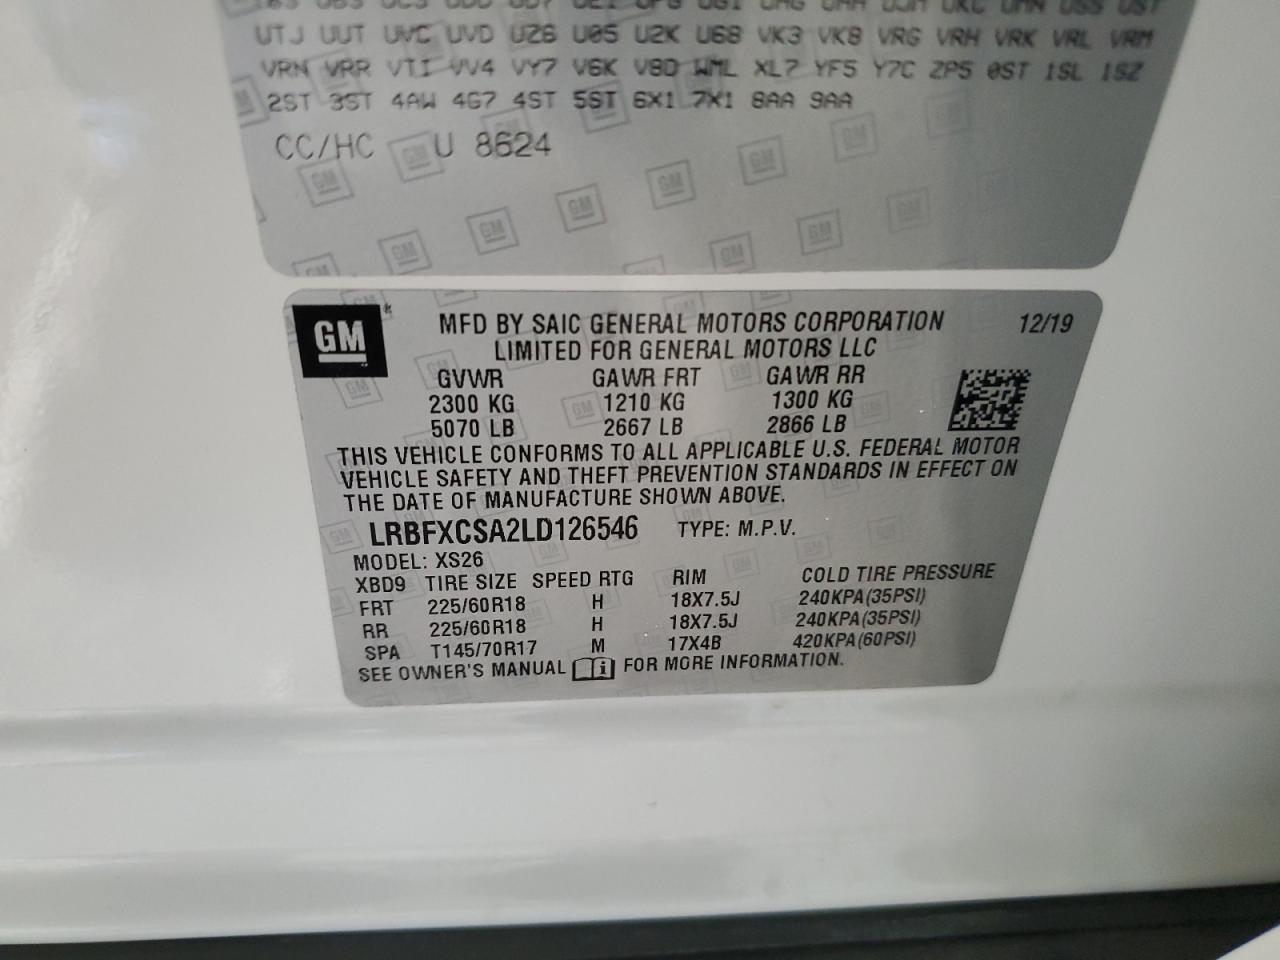 UTJ UUT UVC UVD UZ6 U05 U2K U68 VK3 VK8 VRG VRH VRK VRL VRM
VRN VRR VTI VV4 VY7 V6K V8D WML XL7 YF5 Y7C ZP5 0ST 1SL 1SZ
2ST 3ST 4AW 4G7 4ST 5ST 6X1 7X1 8AA 9AA
CC/HC U 8624
GM
MFD BY SAIC GENERAL MOTORS CORPORATION 12/19
LIMITED FOR GENERAL MOTORS LLC
GVWR GAWR FRT GAWR RR
2300 KG 1210 KG 1300 KG
5070 LB 2667 LB 2866 LB
THIS VEHICLE CONFORMS TO ALL APPLICABLE U.S. FEDERAL MOTOR
VEHICLE SAFETY AND THEFT PREVENTION STANDARDS IN EFFECT ON
THE DATE OF MANUFACTURE SHOWN ABOVE.
LRBFXCSA2LD126546 TYPE: M.P.V.
MODEL: XS26
XBD9 TIRE SIZE SPEED RTG RIM COLD TIRE PRESSURE
FRT 225/60R18 H 18X7.5J 240KPA(35PSI)
RR 225/60R18 H 18X7.5J 240KPA(35PSI)
SPA T145/70R17 M 17X4B 420KPA(60PSI)
SEE OWNER'S MANUAL FOR MORE INFORMATION.